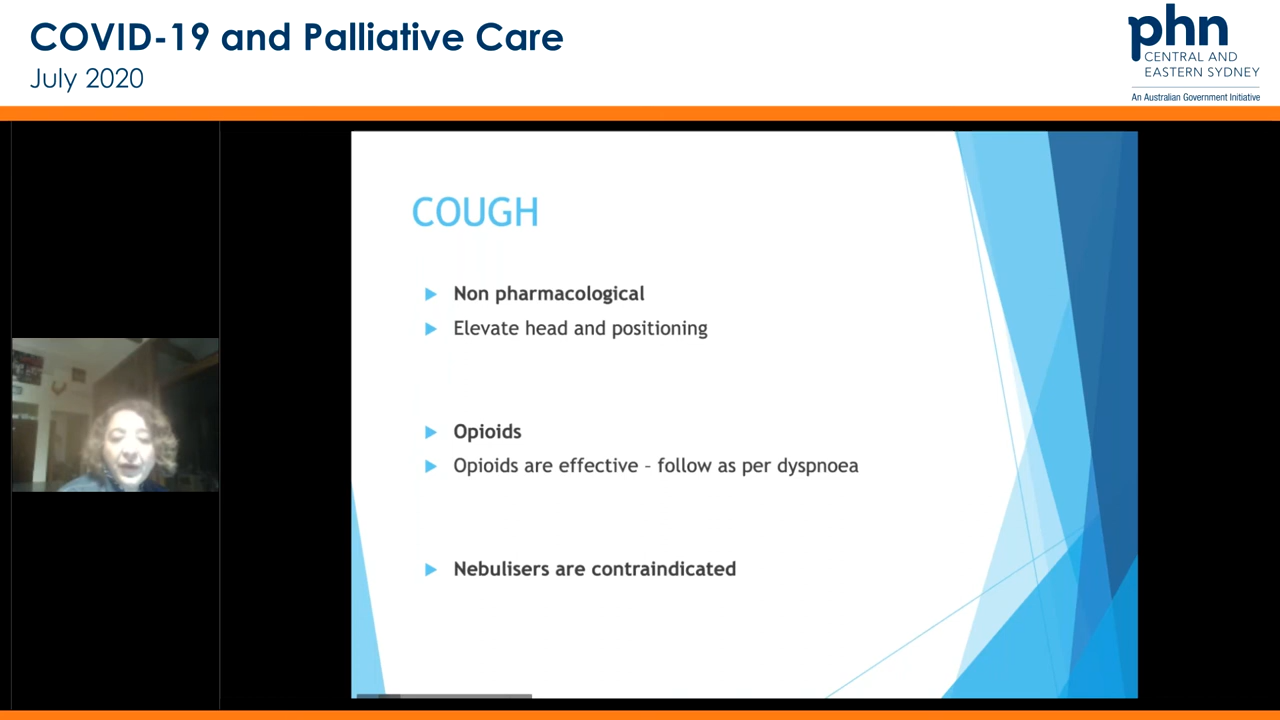 COVID-19 and Palliative Care
July 2020
phn
CENTRAL AND
EASTERN SYDNEY
An Australian Government Initiative
COUGH
Non pharmacological
Elevate head and positioning
Opioids
Opioids are effective – follow as per dyspnoea
Nebulisers are contraindicated